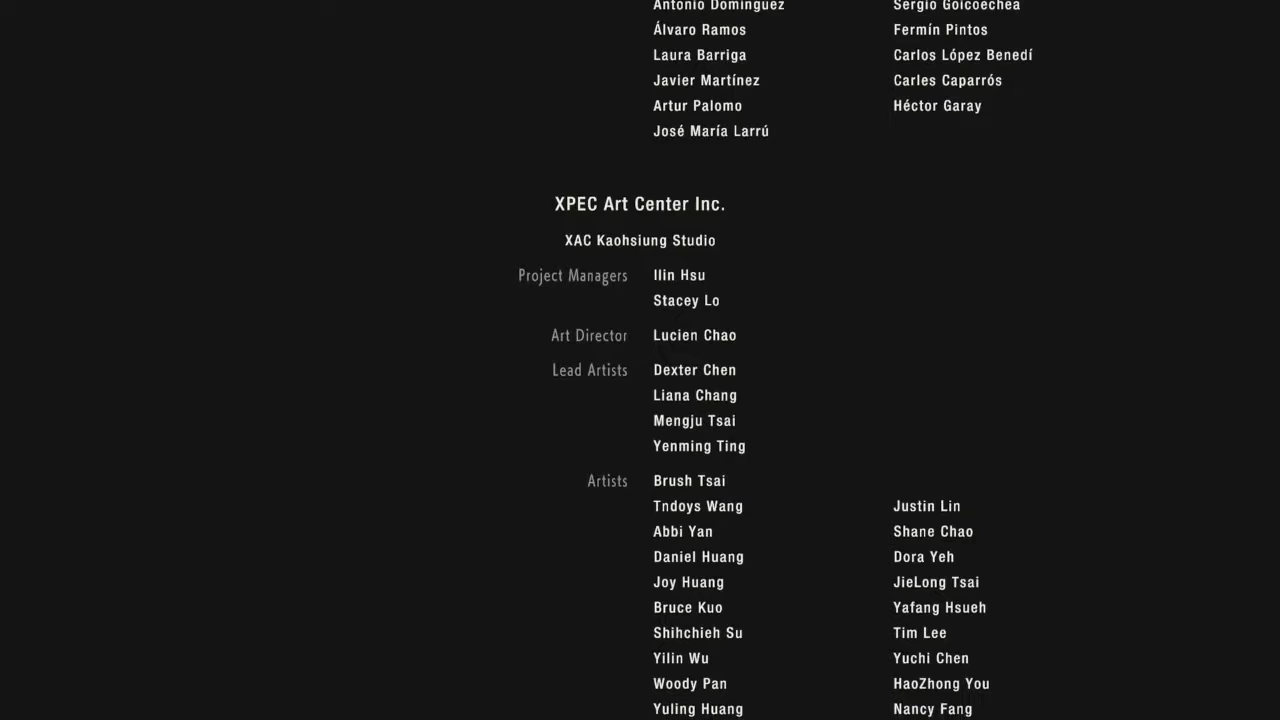 Antonio Domínguez Sergio Goicoechea
Álvaro Ramos Fermín Pintos
Laura Barriga Carlos López Benedí
Javier Martínez Carles Caparrós
Artur Palomo Héctor Garay
José María Larrú
XPEC Art Center Inc.
XAC Kaohsiung Studio
Project Managers Ilin Hsu
Stacey Lo
Art Director Lucien Chao
Lead Artists Dexter Chen
Liana Chang
Mengju Tsai
Yenming Ting
Artists Brush Tsai
Tndoys Wang Justin Lin
Abbi Yan Shane Chao
Daniel Huang Dora Yeh
Joy Huang JieLong Tsai
Bruce Kuo Yafang Hsueh
Shihchieh Su Tim Lee
Yilin Wu Yuchi Chen
Woody Pan HaoZhong You
Yuling Huang Nancy Fang